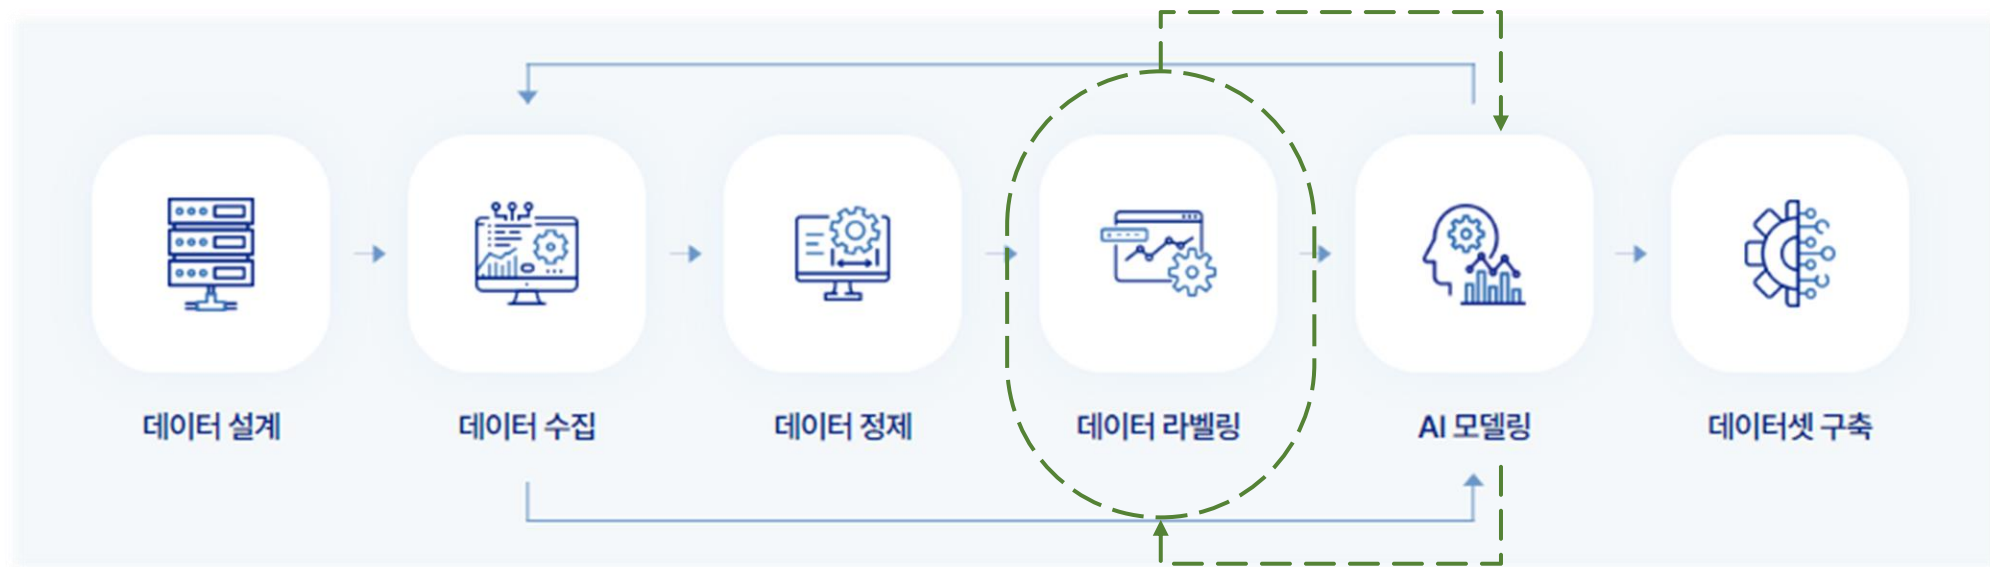 데이터 설계
데이터 수집
데이터 정제
데이터 라벨링
AI 모델링
데이터셋 구축